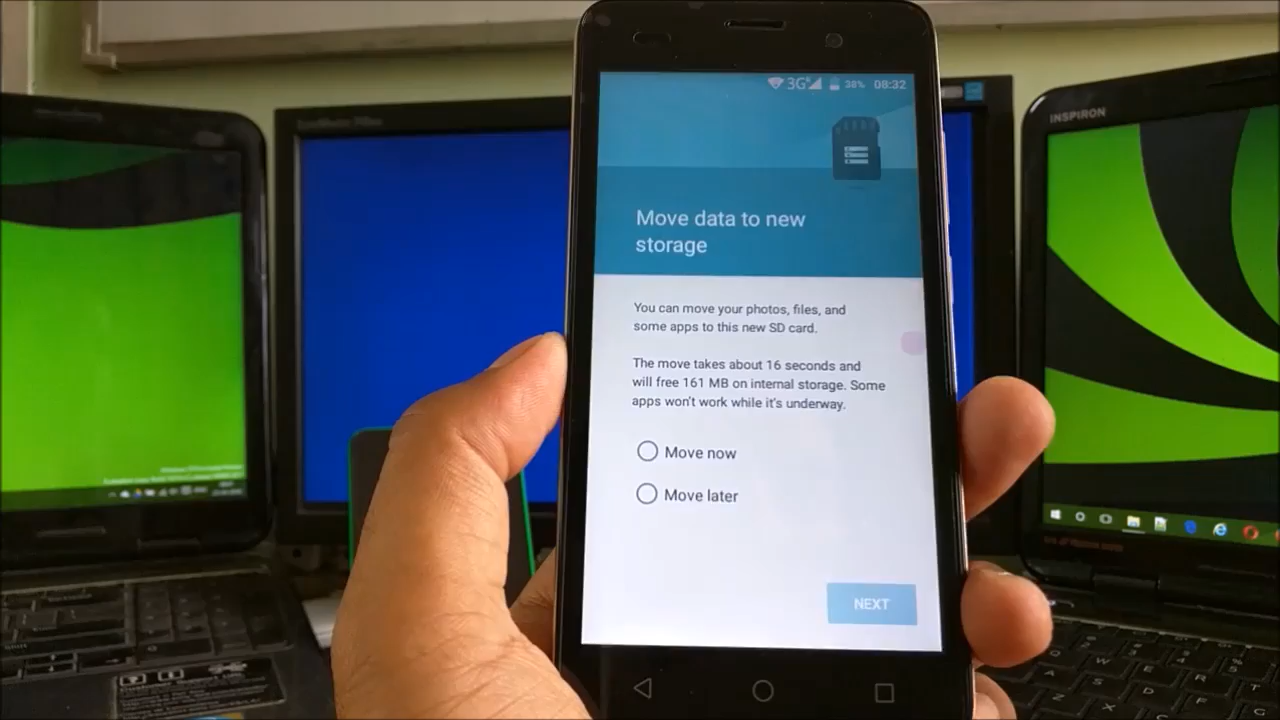 3G
38%
08:32
INSPIRON
Move data to new
storage
You can move your photos, files, and
some apps to this new SD card.
The move takes about 16 seconds and
will free 161 MB on internal storage. Some
apps won't work while it's underway.
Move now
Move later
NEXT